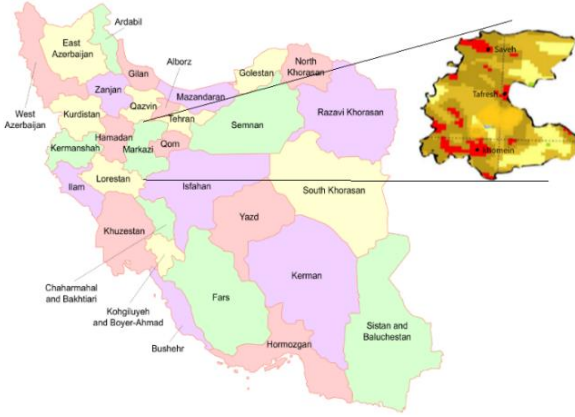 Ardabil
East
Azerbaijan
West
Azerbaijan
Gilan
Alborz
Zanjan
Qazvin
Mazandaran
Golestan
North
Khorasan
Tehran
Kurdistan
Hamadan
Kermanshah
Markazi
Qom
Semnan
Razavi Khorasan
Ilam
Lorestan
Isfahan
South Khorasan
Khuzestan
Yazd
Chaharmahal
and Bakhtiari
Kohgiluyeh
and Boyer-Ahmad
Fars
Kerman
Bushehr
Hormozgan
Sistan and
Baluchestan
Saveh
Tafresh